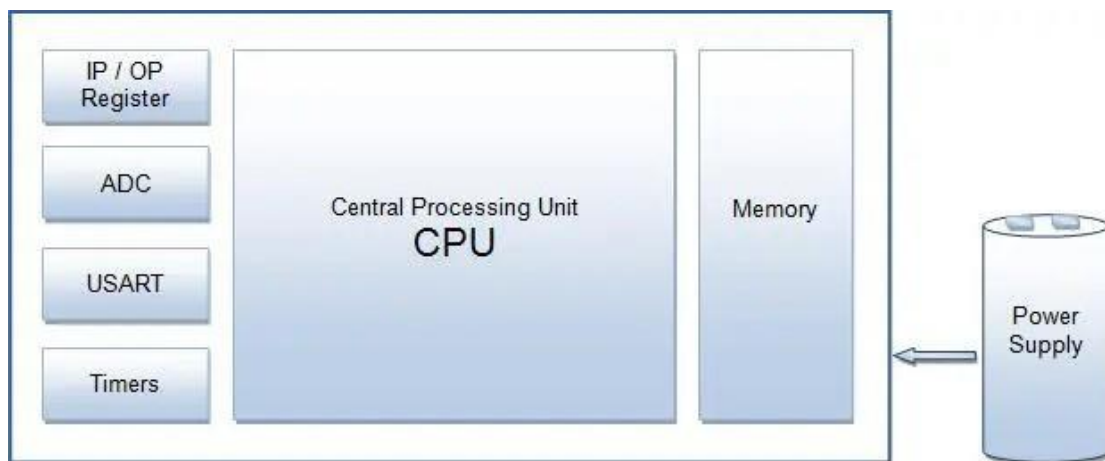 IP / OP
Register
ADC
USART
Timers
Central Processing Unit
CPU
Memory
Power
Supply